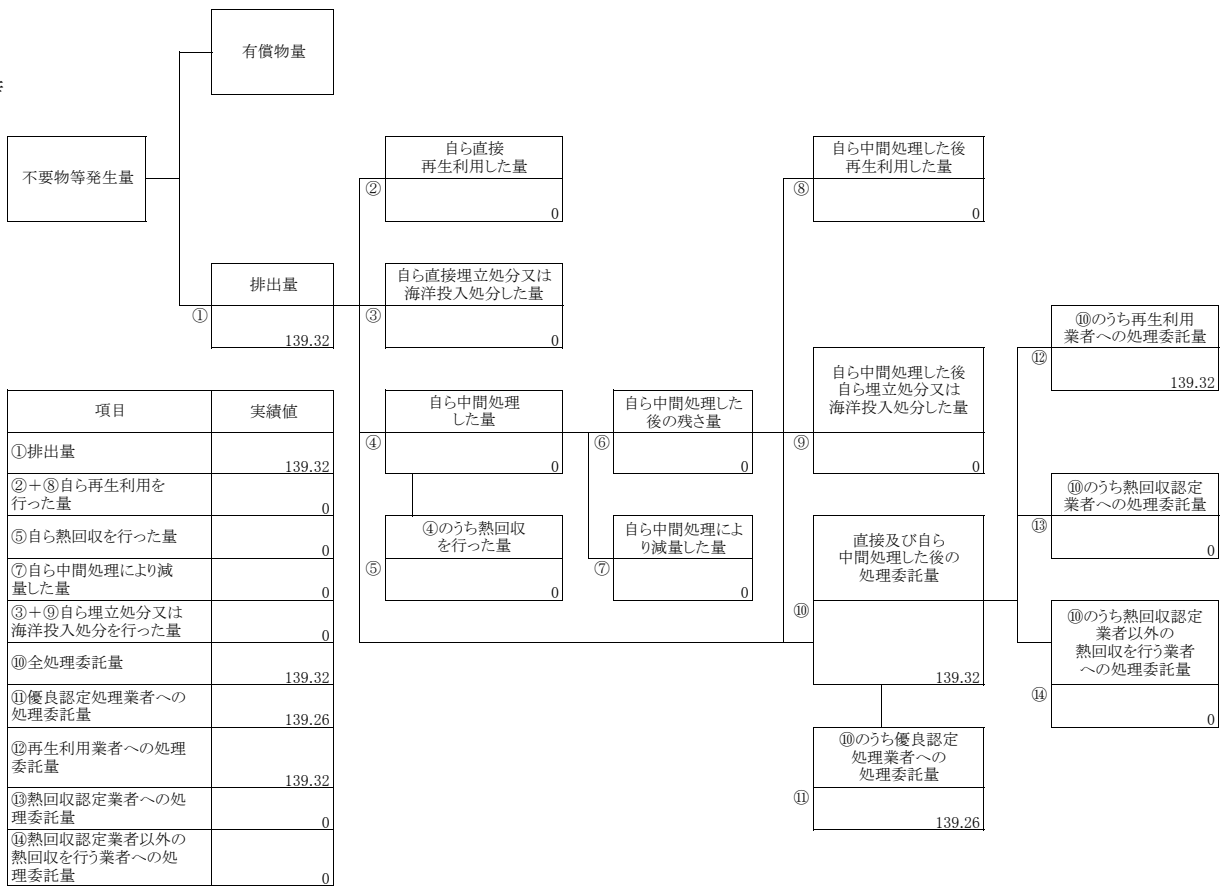 有償物量
不要物等発生量
自ら直接
再生利用した量
②
0
自ら中間処理した後
再生利用した量
⑧
0
排出量
①
139.32
自ら直接埋立処分又は
海洋投入処分した量
③
0
⑩のうち再生利用
業者への処理委託量
⑫
139.32
自ら中間処理した後
自ら埋立処分又は
海洋投入処分した量
⑨
0
自ら中間処理
した量
④
0
自ら中間処理した
後の残さ量
⑥
0
⑩のうち熱回収認定
業者への処理委託量
⑬
0
④のうち熱回収
を行った量
⑤
0
自ら中間処理によ
り減量した量
⑦
0
直接及び自ら
中間処理した後の
処理委託量
⑩
139.32
⑩のうち熱回収認定
業者以外の
熱回収を行う業者
への処理委託量
⑭
0
⑩のうち優良認定
処理業者への
処理委託量
⑪
139.26
項目 実績値
①排出量
139.32
②+⑧自ら再生利用を
行った量
0
⑤自ら熱回収を行った量
0
⑦自ら中間処理により減
量した量
0
③+⑨自ら埋立処分又は
海洋投入処分を行った量
0
⑩全処理委託量
139.32
⑪優良認定処理業者への
処理委託量
139.26
⑫再生利用業者への処理
委託量
139.32
⑬熱回収認定業者への処
理委託量
0
⑭熱回収認定業者以外の
熱回収を行う業者への処
理委託量
0